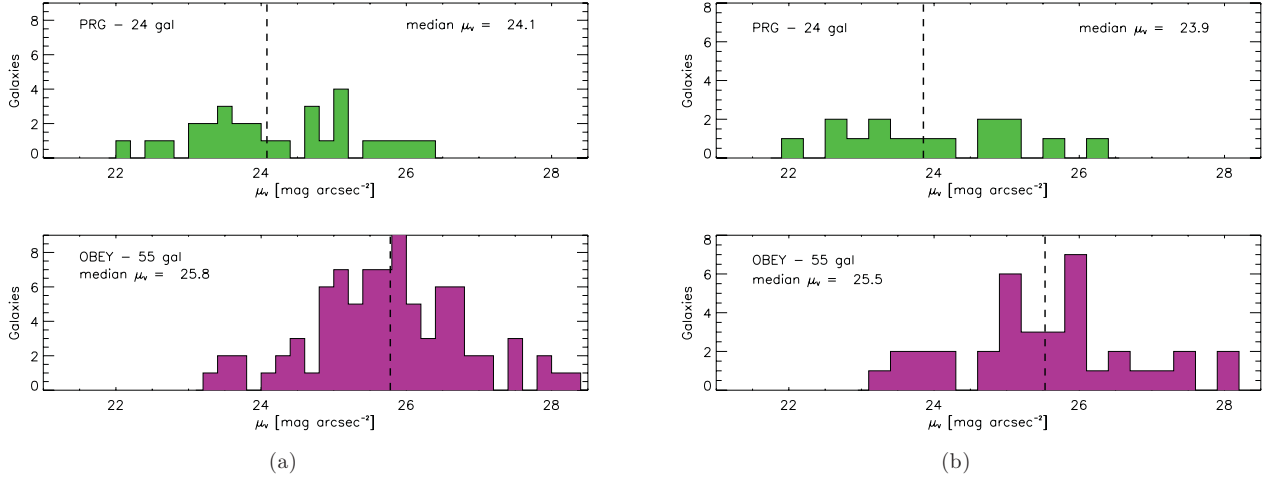 PRG – 24 gal
median μᵥ = 24.1
8
6
4
2
0
Galaxies
22 24 26 28
μᵥ [mag arcsec⁻²]
OBEY – 55 gal
median μᵥ = 25.8
8
6
4
2
0
Galaxies
22 24 26 28
μᵥ [mag arcsec⁻²]
(a)
PRG – 24 gal
median μᵥ = 23.9
8
6
4
2
0
Galaxies
22 24 26 28
μᵥ [mag arcsec⁻²]
OBEY – 55 gal
median μᵥ = 25.5
8
6
4
2
0
Galaxies
22 24 26 28
μᵥ [mag arcsec⁻²]
(b)